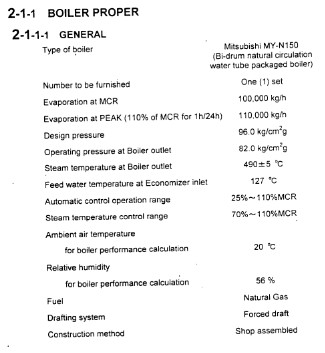 2-1-1 BOILER PROPER
2-1-1-1 GENERAL
Type of boiler Mitsubishi MY-N150
(Bi-drum natural circulation
water tube packaged boiler)
Number to be furnished One (1) set
Evaporation at MCR 100,000 kg/h
Evaporation at PEAK (110% of MCR for 1h/24h) 110,000 kg/h
Design pressure 96.0 kg/cm²g
Operating pressure at Boiler outlet 82.0 kg/cm²g
Steam temperature at Boiler outlet 490±5 °C
Feed water temperature at Economizer inlet 127 °C
Automatic control operation range 25%~110%MCR
Steam temperature control range 70%~110%MCR
Ambient air temperature
for boiler performance calculation 20 °C
Relative humidity
for boiler performance calculation 56 %
Fuel Natural Gas
Drafting system Forced draft
Construction method Shop assembled